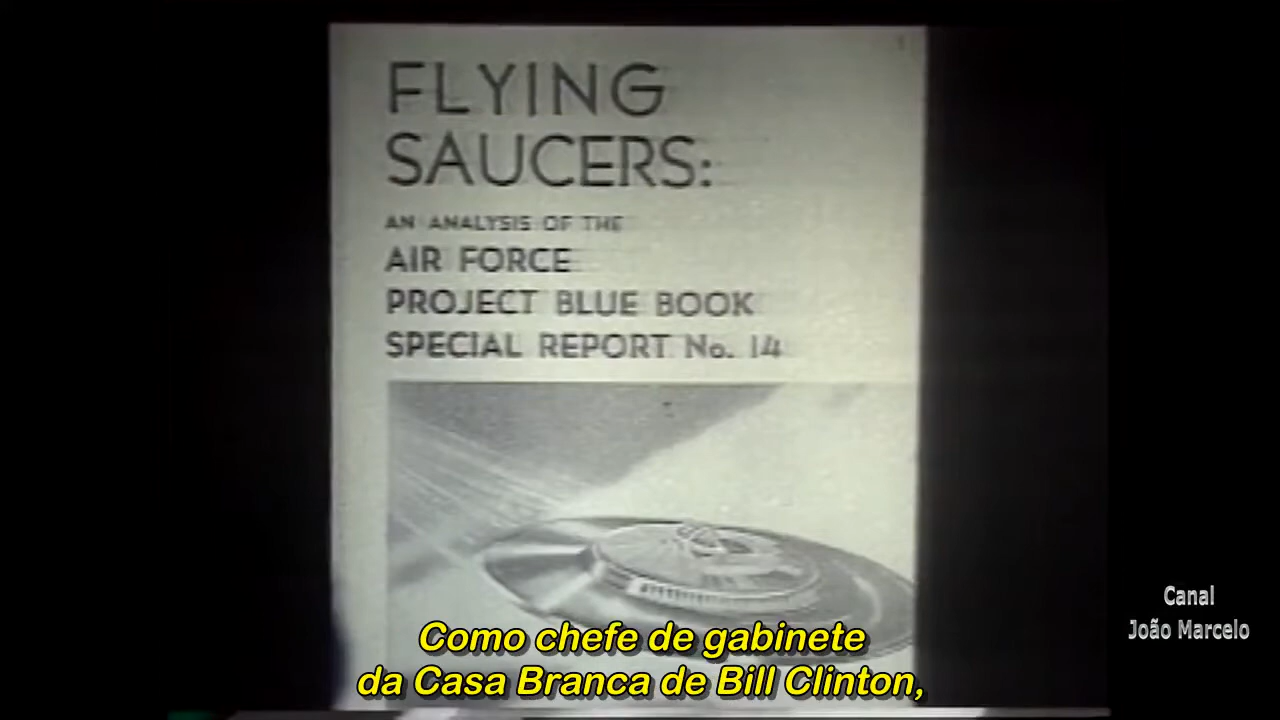 FLYING
SAUCERS:
AN ANALYSIS OF THE
AIR FORCE
PROJECT BLUE BOOK
SPECIAL REPORT No. 14
Canal
João Marcelo
Como chefe de gabinete
da Casa Branca de Bill Clinton,